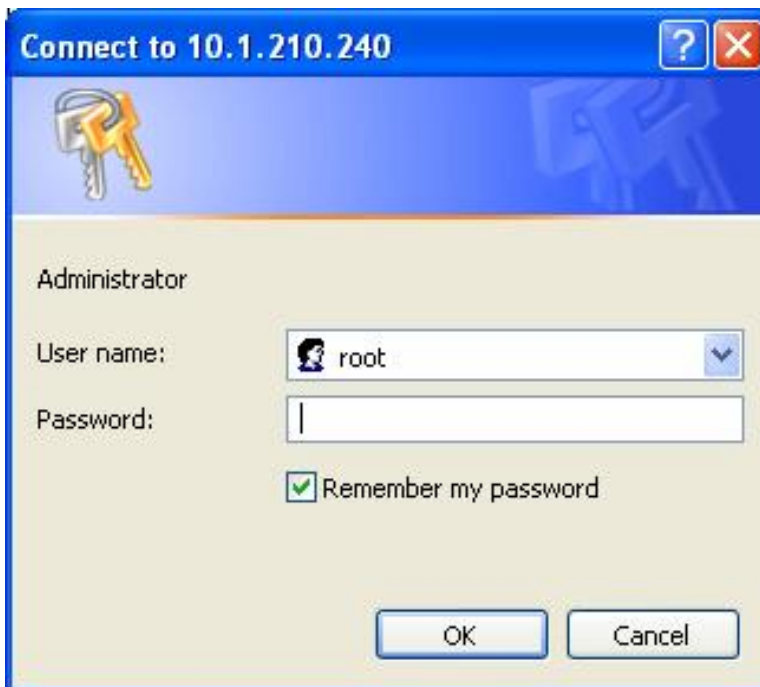 Connect to 10.1.210.240
?
Administrator
User name: root
Password:
Remember my password
OK Cancel